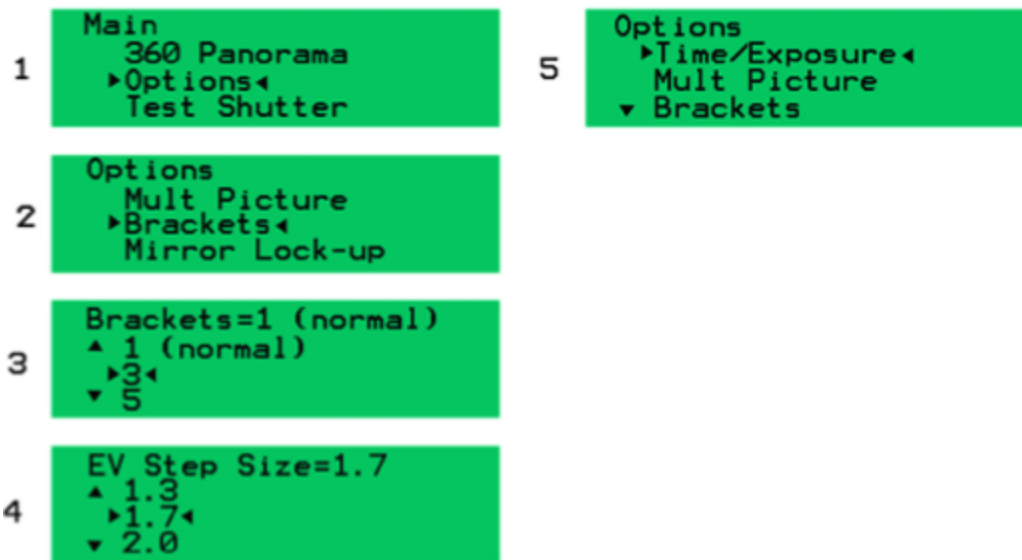 1
Main
360 Panorama
▶Options◀
Test Shutter
2
Options
Mult Picture
▶Brackets◀
Mirror Lock-up
3
Brackets=1 (normal)
▲ 1 (normal)
▶3◀
▼ 5
4
EV Step Size=1.7
▲ 1.3
▶1.7◀
▼ 2.0
5
Options
▶Time/Exposure◀
Mult Picture
▼ Brackets